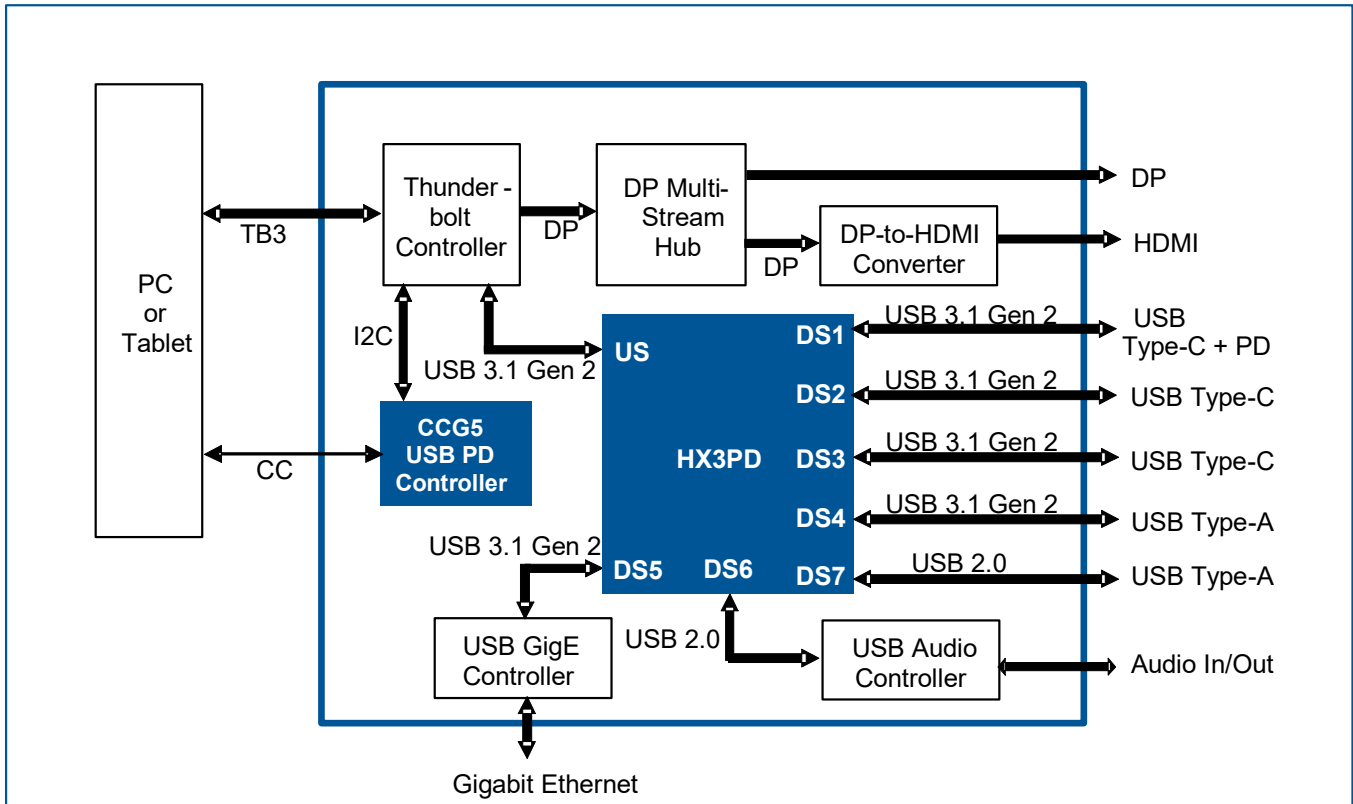 PC
or
Tablet
TB3
CC
Thunder -
bolt
Controller
DP
DP Multi-
Stream
Hub
DP
DP-to-HDMI
Converter
DP
HDMI
I2C
USB 3.1 Gen 2
CCG5
USB PD
Controller
US
HX3PD
DS1
USB 3.1 Gen 2
USB
Type-C + PD
DS2
USB 3.1 Gen 2
USB Type-C
DS3
USB 3.1 Gen 2
USB Type-C
DS4
USB 3.1 Gen 2
USB Type-A
DS7
USB 2.0
USB Type-A
USB 3.1 Gen 2
DS5
DS6
USB GigE
Controller
USB 2.0
USB Audio
Controller
Audio In/Out
Gigabit Ethernet